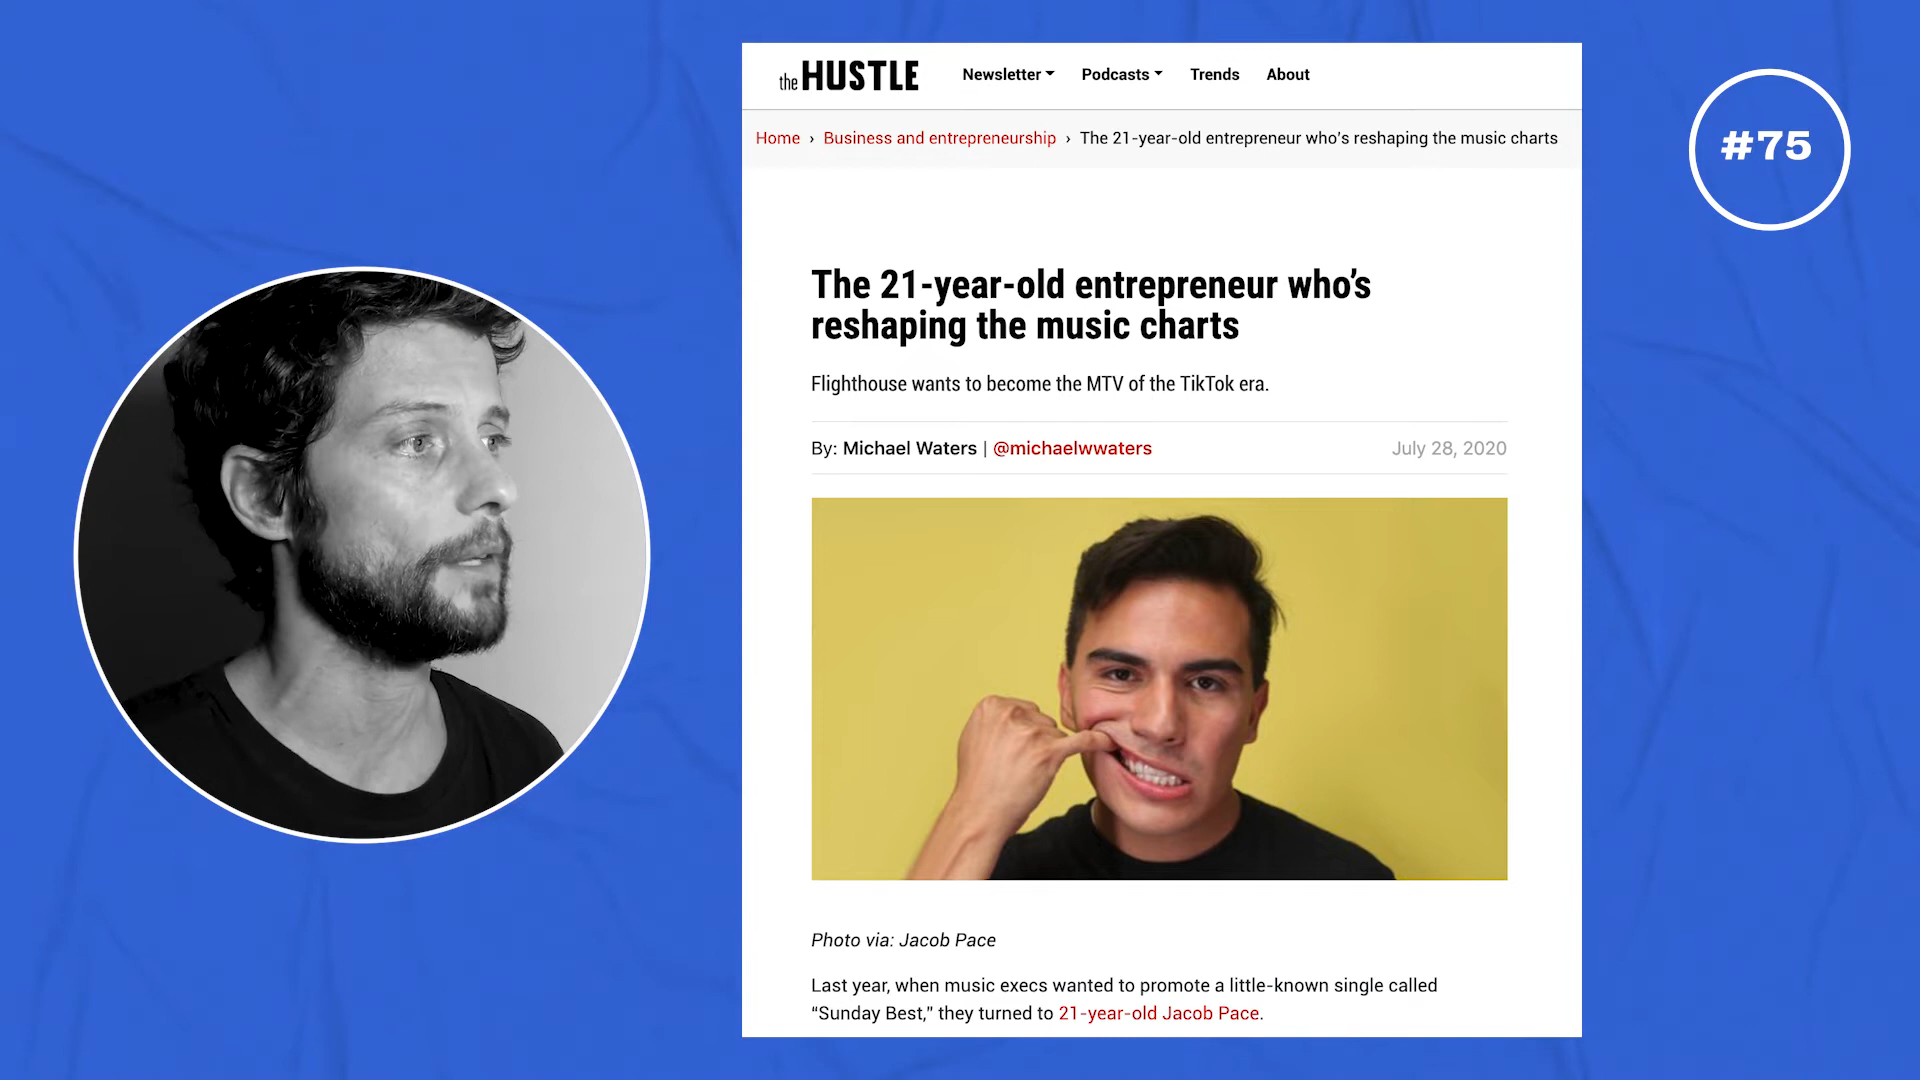 the HUSTLE Newsletter Podcasts Trends About
Home › Business and entrepreneurship › The 21-year-old entrepreneur who's reshaping the music charts
#75
The 21-year-old entrepreneur who’s
reshaping the music charts
Flighthouse wants to become the MTV of the TikTok era.
By: Michael Waters | @michaelwwaters July 28, 2020
Photo via: Jacob Pace
Last year, when music execs wanted to promote a little-known single called
“Sunday Best,” they turned to 21-year-old Jacob Pace.